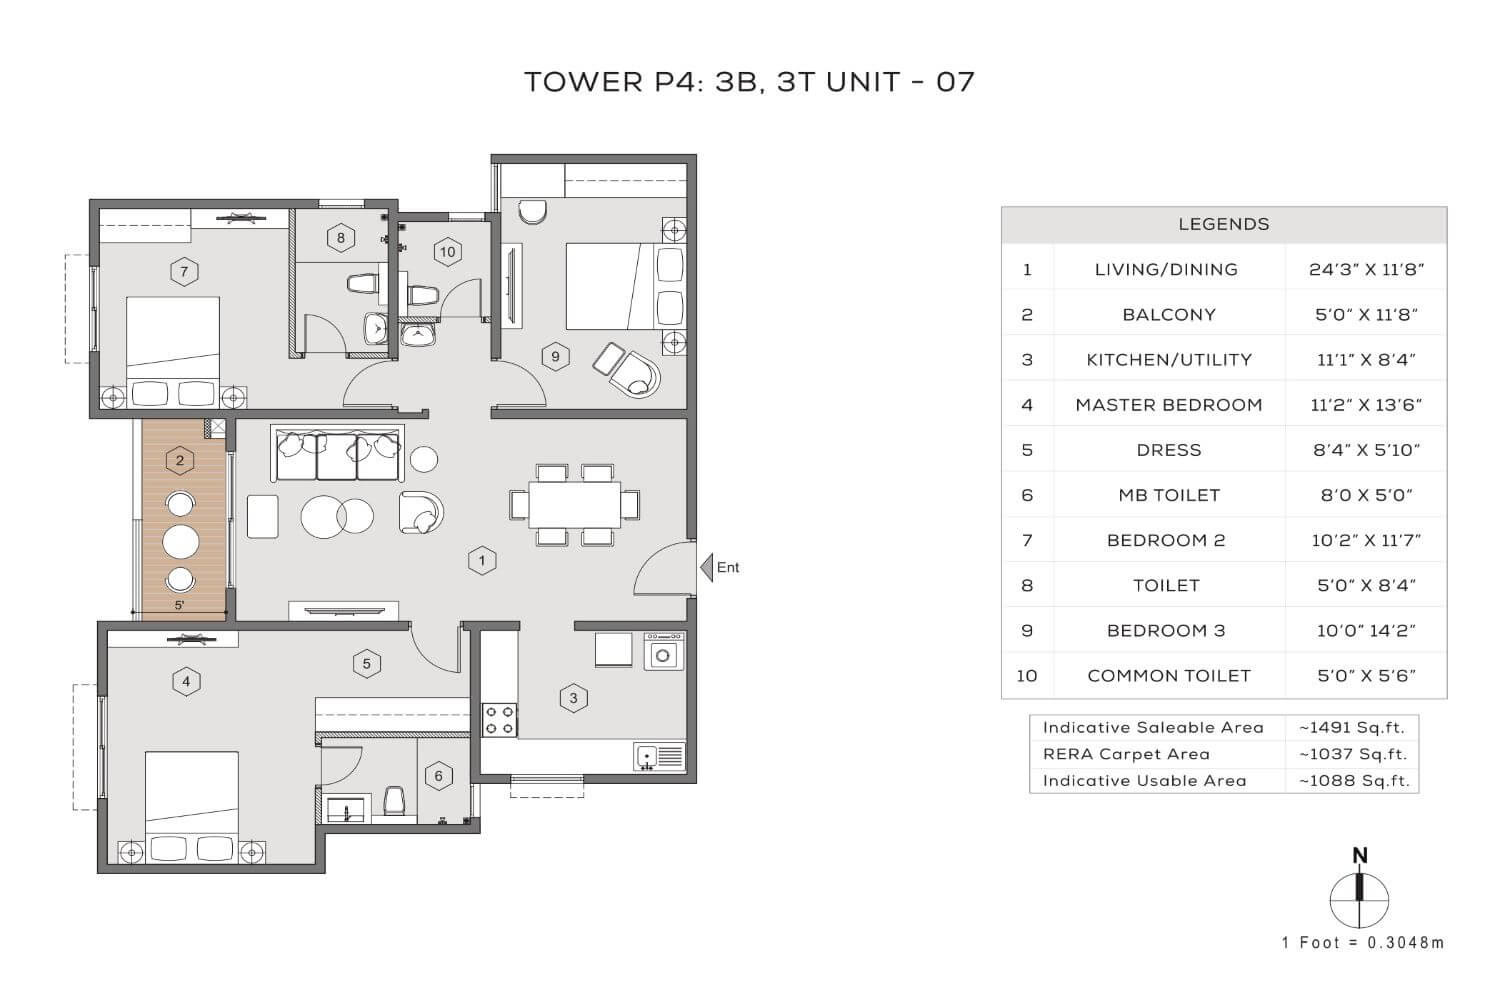 TOWER P4: 3B, 3T UNIT - 07
8
10
7
9
2
1
Ent
5'
5
4
3
6
LEGENDS
1 LIVING/DINING 24'3" X 11'8"
2 BALCONY 5'0" X 11'8"
3 KITCHEN/UTILITY 11'1" X 8'4"
4 MASTER BEDROOM 11'2" X 13'6"
5 DRESS 8'4" X 5'10"
6 MB TOILET 8'0 X 5'0"
7 BEDROOM 2 10'2" X 11'7"
8 TOILET 5'0" X 8'4"
9 BEDROOM 3 10'0" 14'2"
10 COMMON TOILET 5'0" X 5'6"
Indicative Saleable Area ~1491 Sq.ft.
RERA Carpet Area ~1037 Sq.ft.
Indicative Usable Area ~1088 Sq.ft.
N
1 Foot = 0.3048m